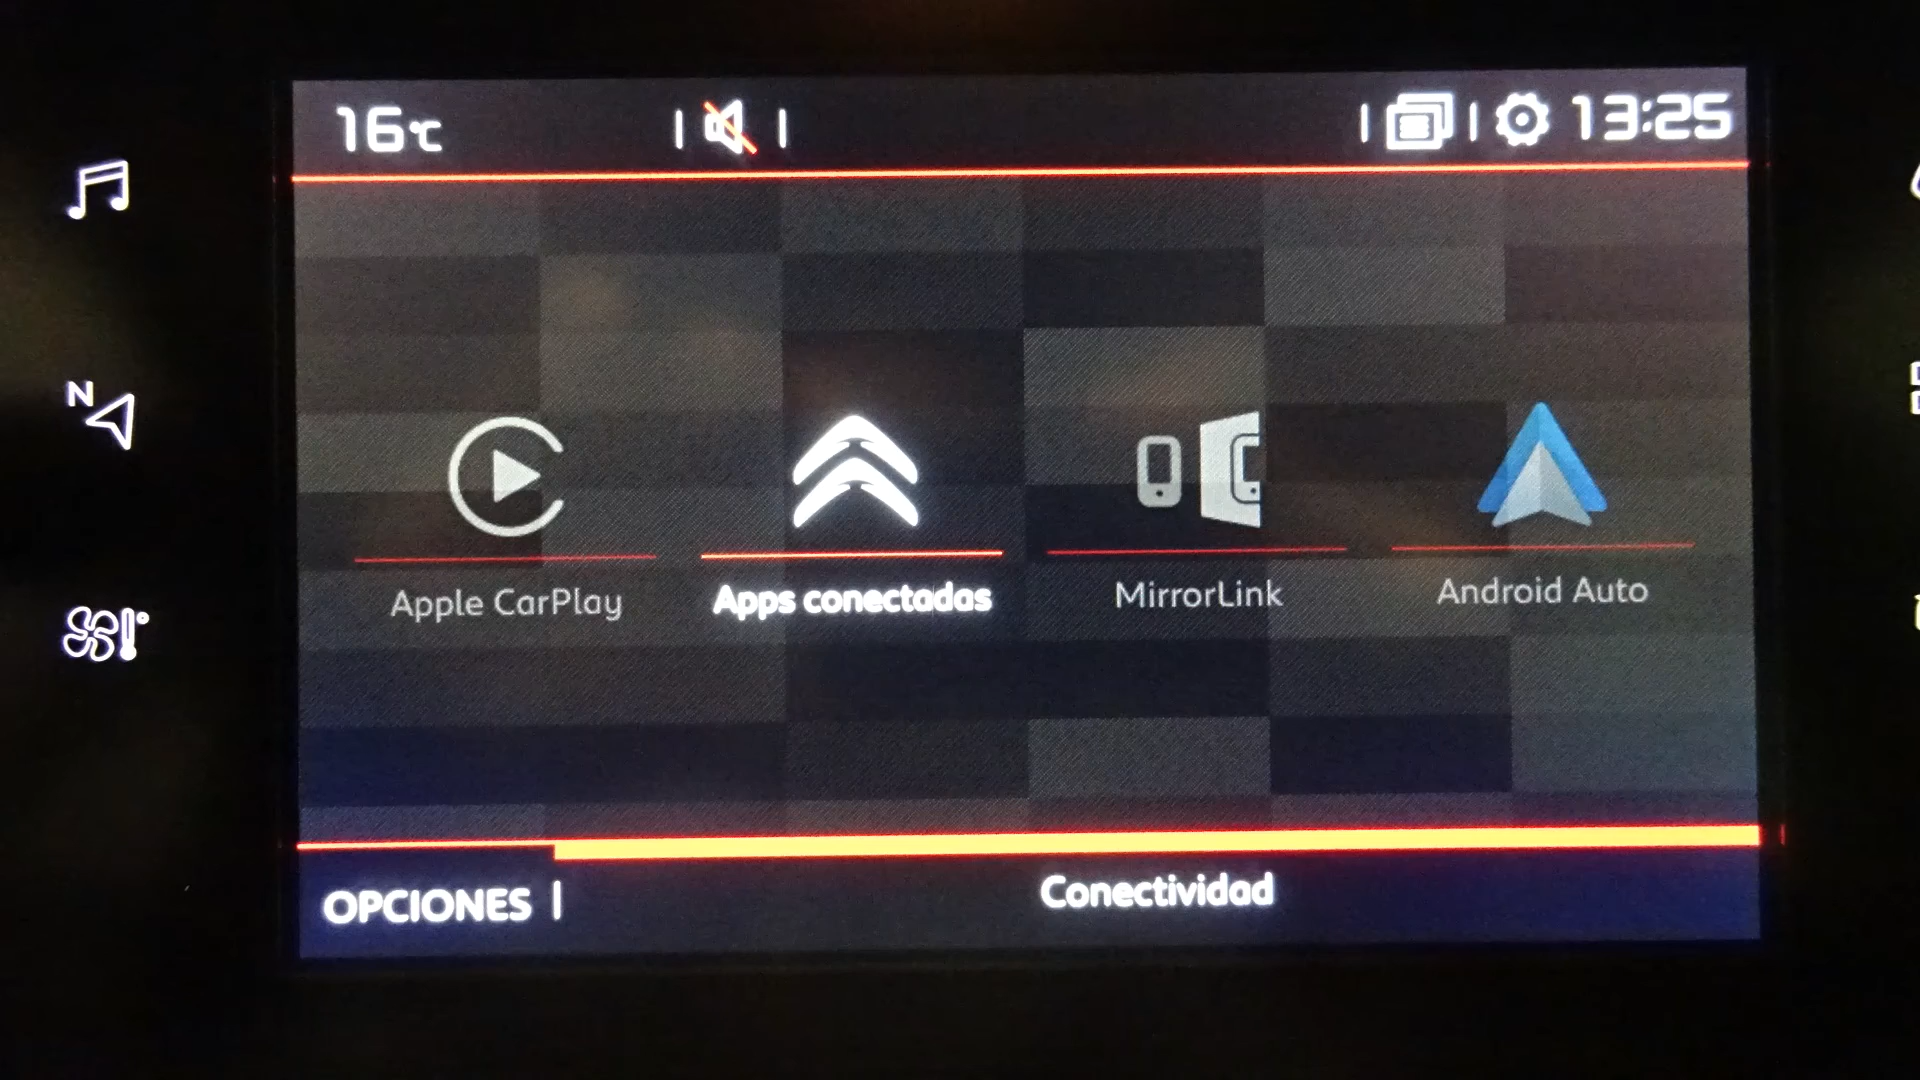 16°C
13:25
N
Apple CarPlay
Apps conectadas
MirrorLink
Android Auto
OPCIONES
Conectividad